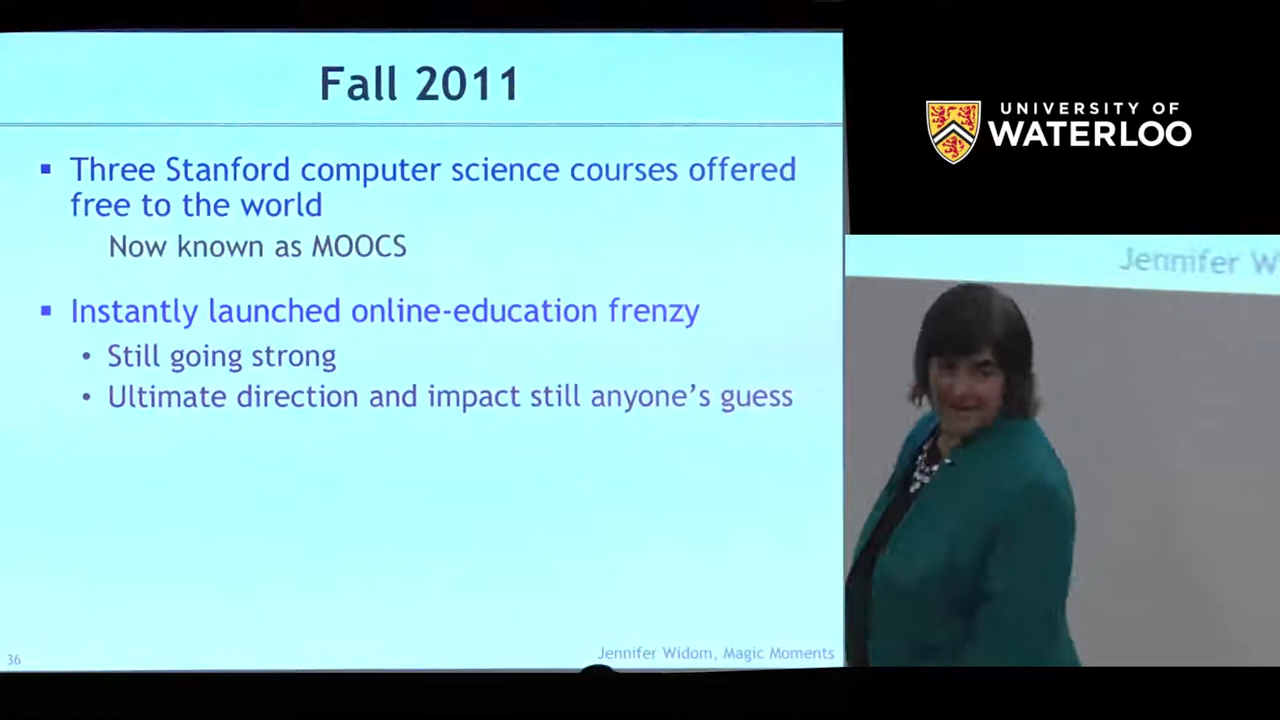 Fall 2011
▪ Three Stanford computer science courses offered
free to the world
Now known as MOOCS
▪ Instantly launched online-education frenzy
• Still going strong
• Ultimate direction and impact still anyone's guess
36
Jennifer Widom, Magic Moments
UNIVERSITY OF
WATERLOO
Jennifer W